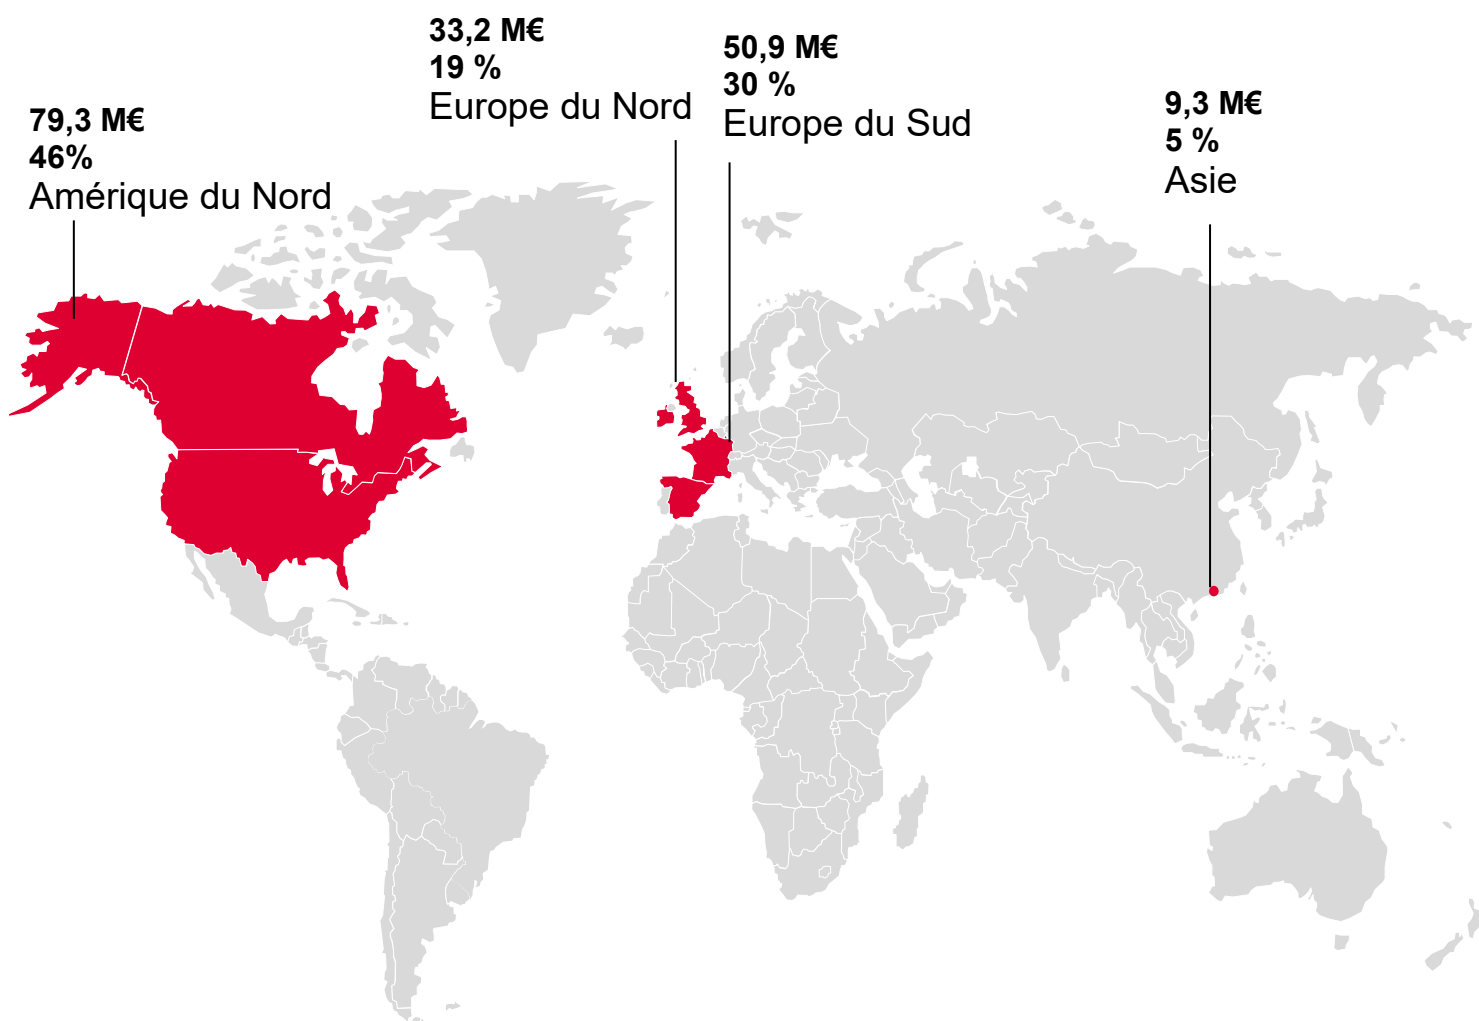 79,3 M€
46%
Amérique du Nord
33,2 M€
19 %
Europe du Nord
50,9 M€
30 %
Europe du Sud
9,3 M€
5 %
Asie